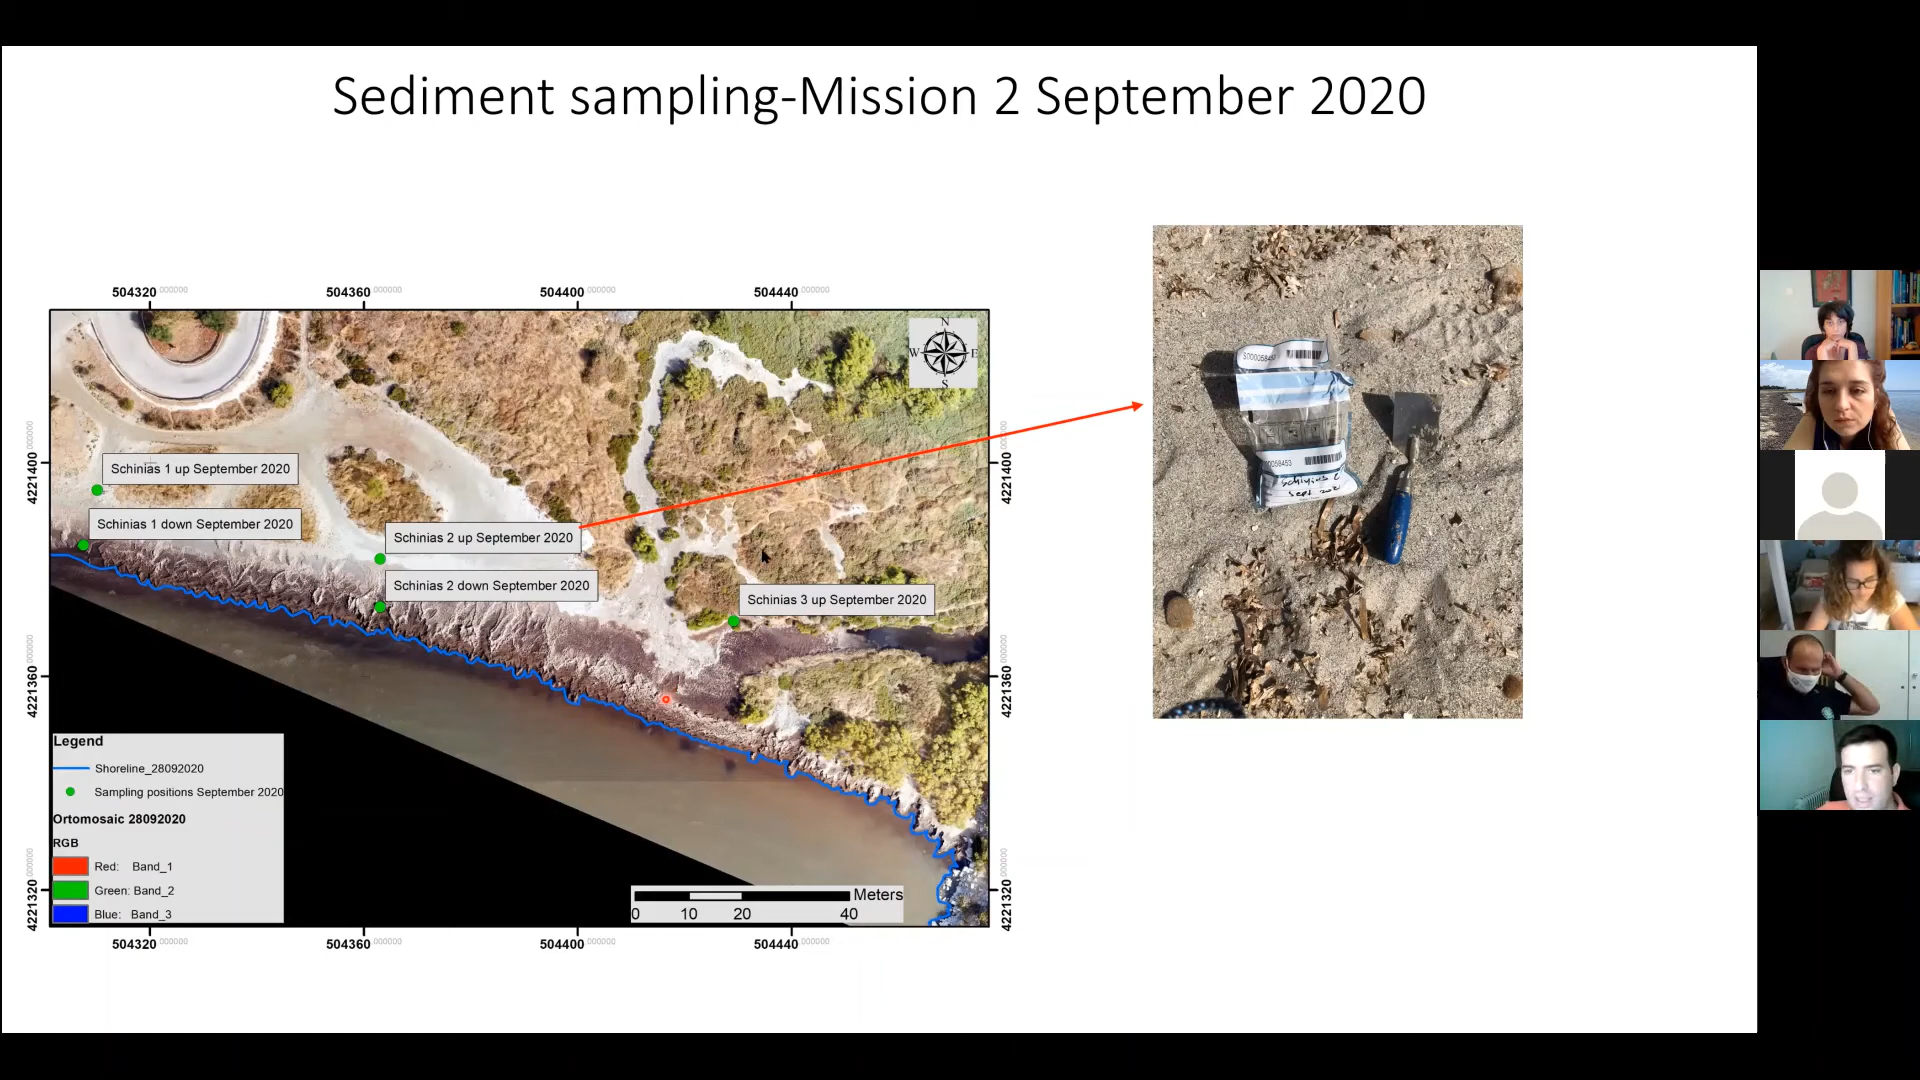 Sediment sampling-Mission 2 September 2020
504320.000000 504360.000000 504400.000000 504440.000000
N
W E
S
4221400.000000
4221360.000000
4221320.000000
Schinias 1 up September 2020
Schinias 1 down September 2020
Schinias 2 up September 2020
Schinias 2 down September 2020
Schinias 3 up September 2020
4221400.000000
4221360.000000
4221320.000000
Legend
Shoreline_28092020
Sampling positions September 2020
Ortomosaic 28092020
RGB
Red: Band_1
Green: Band_2
Blue: Band_3
Meters
0 10 20 40
504320.000000 504360.000000 504400.000000 504440.000000
Schinias
Sept